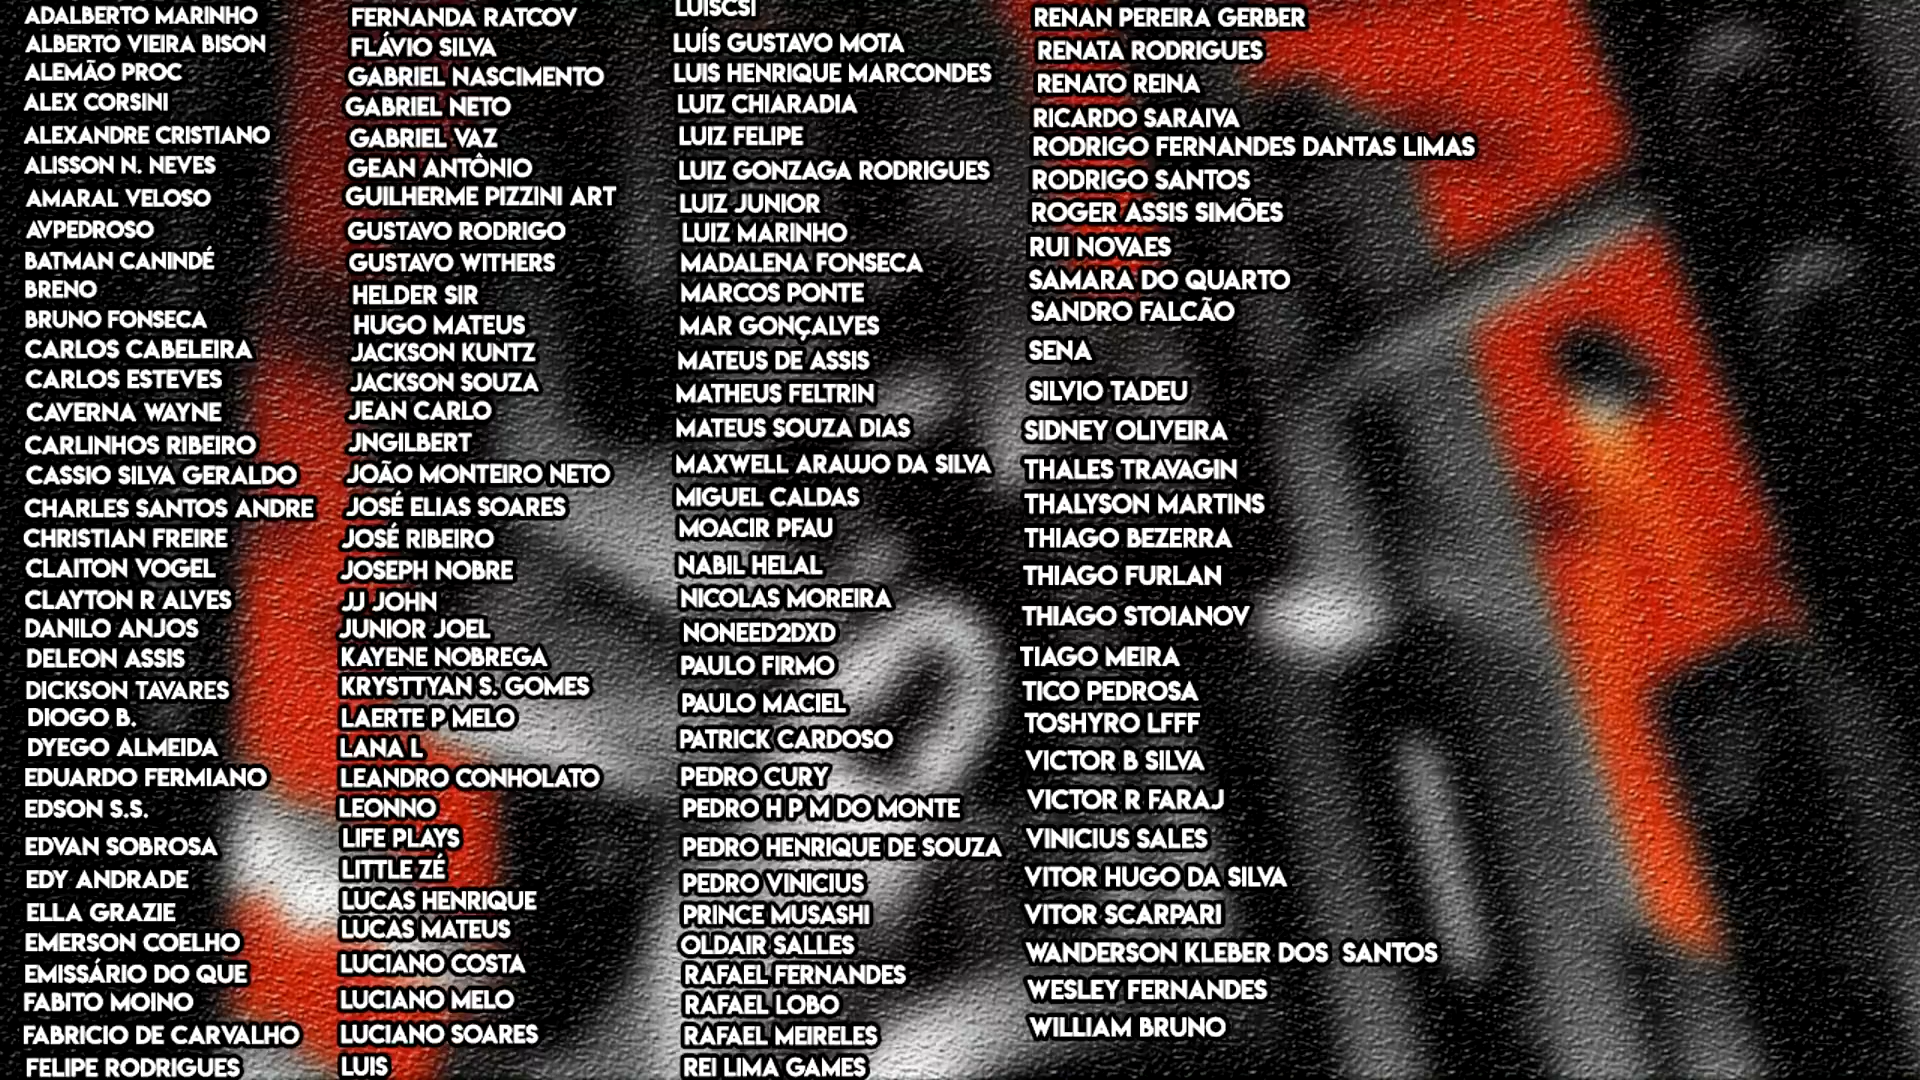 ADALBERTO MARINHO
ALBERTO VIEIRA BISON
ALEMÃO PROC
ALEX CORSINI
ALEXANDRE CRISTIANO
ALISSON N. NEVES
AMARAL VELOSO
AVPEDROSO
BATMAN CANINDÉ
BRENO
BRUNO FONSECA
CARLOS CABELEIRA
CARLOS ESTEVES
CAVERNA WAYNE
CARLINHOS RIBEIRO
CASSIO SILVA GERALDO
CHARLES SANTOS ANDRE
CHRISTIAN FREIRE
CLAITON VOGEL
CLAYTON R ALVES
DANILO ANJOS
DELEON ASSIS
DICKSON TAVARES
DIOGO B.
DYEGO ALMEIDA
EDUARDO FERMIANO
EDSON S.S.
EDVAN SOBROSA
EDY ANDRADE
ELLA GRAZIE
EMERSON COELHO
EMISSÁRIO DO QUE
FABITO MOINO
FABRICIO DE CARVALHO
FELIPE RODRIGUES
FERNANDA RATCOV
FLÁVIO SILVA
GABRIEL NASCIMENTO
GABRIEL NETO
GABRIEL VAZ
GEAN ANTÔNIO
GUILHERME PIZZINI ART
GUSTAVO RODRIGO
GUSTAVO WITHERS
HELDER SIR
HUGO MATEUS
JACKSON KUNTZ
JACKSON SOUZA
JEAN CARLO
JNGILBERT
JOÃO MONTEIRO NETO
JOSÉ ELIAS SOARES
JOSÉ RIBEIRO
JOSEPH NOBRE
JJ JOHN
JUNIOR JOEL
KAYENE NOBREGA
KRYSTTYAN S. GOMES
LAERTE P MELO
LANA L
LEANDRO CONHOLATO
LEONNO
LIFE PLAYS
LITTLE ZÉ
LUCAS HENRIQUE
LUCAS MATEUS
LUCIANO COSTA
LUCIANO MELO
LUCIANO SOARES
LUIS
LUISCSI
LUÍS GUSTAVO MOTA
LUIS HENRIQUE MARCONDES
LUIZ CHIARADIA
LUIZ FELIPE
LUIZ GONZAGA RODRIGUES
LUIZ JUNIOR
LUIZ MARINHO
MADALENA FONSECA
MARCOS PONTE
MAR GONÇALVES
MATEUS DE ASSIS
MATHEUS FELTRIN
MATEUS SOUZA DIAS
MAXWELL ARAUJO DA SILVA
MIGUEL CALDAS
MOACIR PFAU
NABIL HELAL
NICOLAS MOREIRA
NONEED2DXD
PAULO FIRMO
PAULO MACIEL
PATRICK CARDOSO
PEDRO CURY
PEDRO H P M DO MONTE
PEDRO HENRIQUE DE SOUZA
PEDRO VINICIUS
PRINCE MUSASHI
OLDAIR SALLES
RAFAEL FERNANDES
RAFAEL LOBO
RAFAEL MEIRELES
REI LIMA GAMES
RENAN PEREIRA GERBER
RENATA RODRIGUES
RENATO REINA
RICARDO SARAIVA
RODRIGO FERNANDES DANTAS LIMAS
RODRIGO SANTOS
ROGER ASSIS SIMÕES
RUI NOVAES
SAMARA DO QUARTO
SANDRO FALCÃO
SENA
SILVIO TADEU
SIDNEY OLIVEIRA
THALES TRAVAGIN
THALYSON MARTINS
THIAGO BEZERRA
THIAGO FURLAN
THIAGO STOIANOV
TIAGO MEIRA
TICO PEDROSA
TOSHYRO LFFF
VICTOR B SILVA
VICTOR R FARAJ
VINICIUS SALES
VITOR HUGO DA SILVA
VITOR SCARPARI
WANDERSON KLEBER DOS SANTOS
WESLEY FERNANDES
WILLIAM BRUNO